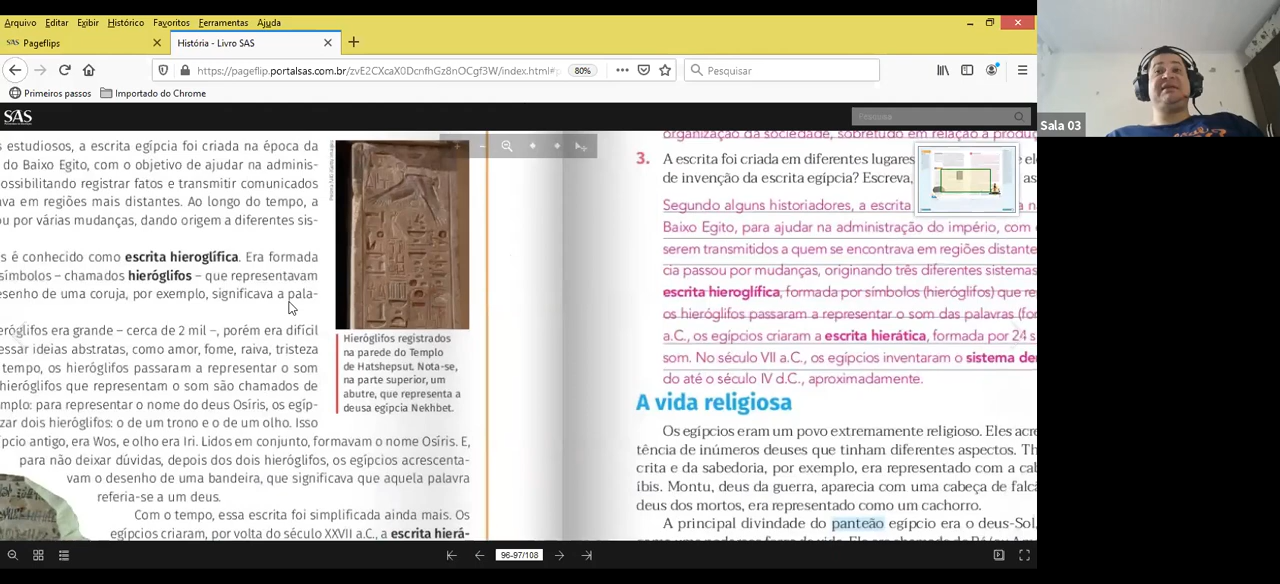 Arquivo Editar Exibir Histórico Favoritos Ferramentas Ajuda
SAS Pageflips
História - Livro SAS
https://pageflip.portalsas.com.br/zvE2CXcaX0DcnfhGz8nOCgf3W/index.html#p
80%
Pesquisar
Primeiros passos
Importado do Chrome
SAS
Pesquisa
s estudiosos, a escrita egípcia foi criada na época da
do Baixo Egito, com o objetivo de ajudar na adminis-
ossibilitando registrar fatos e transmitir comunicados
ava em regiões mais distantes. Ao longo do tempo, a
ou por várias mudanças, dando origem a diferentes sis-
s é conhecido como escrita hieroglífica. Era formada
símbolos – chamados hieróglifos – que representavam
esenho de uma coruja, por exemplo, significava a pala-
eróglifos era grande – cerca de 2 mil –, porém era difícil
essar ideias abstratas, como amor, fome, raiva, tristeza
tempo, os hieróglifos passaram a representar o som
hieróglifos que representam o som são chamados de
mplo: para representar o nome do deus Osíris, os egíp-
zar dois hieróglifos: o de um trono e o de um olho. Isso
pcio antigo, era Wos, e olho era Iri. Lidos em conjunto, formavam o nome Osíris. E,
para não deixar dúvidas, depois dos dois hieróglifos, os egípcios acrescenta-
vam o desenho de uma bandeira, que significava que aquela palavra
referia-se a um deus.
Com o tempo, essa escrita foi simplificada ainda mais. Os
egípcios criaram, por volta do século XXVII a.C., a escrita hierá-
Hieróglifos registrados
na parede do Templo
de Hatshepsut. Nota-se,
na parte superior, um
abutre, que representa a
deusa egípcia Nekhbet.
organização da sociedade, sobretudo em relação a produ
3. A escrita foi criada em diferentes lugares e el
de invenção da escrita egípcia? Escreva, as
Segundo alguns historiadores, a escrita a n
Baixo Egito, para ajudar na administração do império, com
serem transmitidos a quem se encontrava em regiões distante
cia passou por mudanças, originando três diferentes sistemas
escrita hieroglífica, formada por símbolos (hieróglifos) que re
os hieróglifos passaram a representar o som das palavras (fo
a.C., os egípcios criaram a escrita hierática, formada por 24 s
som. No século VII a.C., os egípcios inventaram o sistema de
do até o século IV d.C., aproximadamente.
A vida religiosa
Os egípcios eram um povo extremamente religioso. Eles acre
tência de inúmeros deuses que tinham diferentes aspectos. Th
crita e da sabedoria, por exemplo, era representado com a cab
íbis. Montu, deus da guerra, aparecia com uma cabeça de falcã
deus dos mortos, era representado como um cachorro.
A principal divindade do panteão egípcio era o deus-Sol,
96-97/108
Sala 03